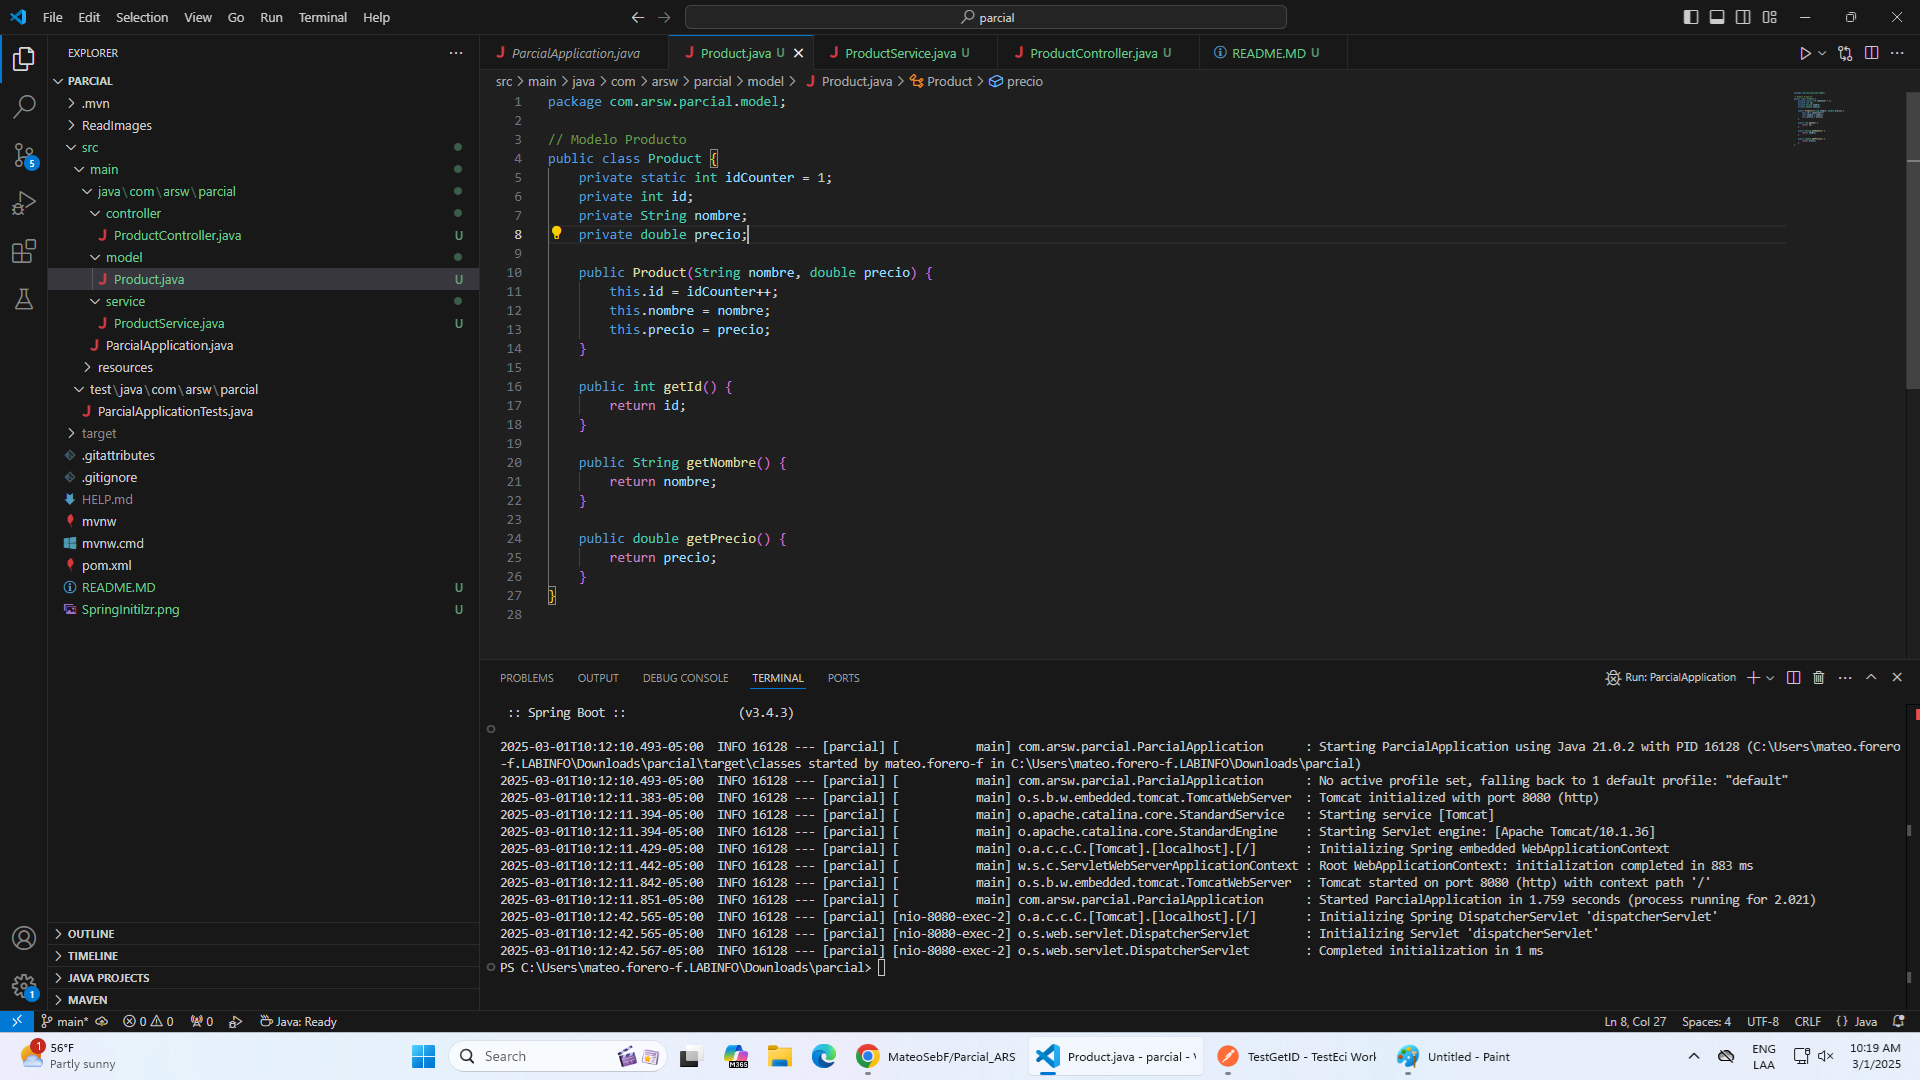 File Edit Selection View Go Run Terminal Help
parcial
EXPLORER
PARCIAL
.mvn
ReadImages
src
main
java\com\arsw\parcial
controller
ProductController.java U
model
Product.java U
service
ProductService.java U
ParcialApplication.java
resources
test\java\com\arsw\parcial
ParcialApplicationTests.java
target
.gitattributes
.gitignore
HELP.md
mvnw
mvnw.cmd
pom.xml
README.MD U
SpringInitilzr.png U
OUTLINE
TIMELINE
JAVA PROJECTS
MAVEN
5
1
ParcialApplication.java
Product.java U
ProductService.java U
ProductController.java U
README.MD U
src > main > java > com > arsw > parcial > model > Product.java > Product > precio
1 package com.arsw.parcial.model;
2
3 // Modelo Producto
4 public class Product {
5 private static int idCounter = 1;
6 private int id;
7 private String nombre;
8 private double precio;
9
10 public Product(String nombre, double precio) {
11 this.id = idCounter++;
12 this.nombre = nombre;
13 this.precio = precio;
14 }
15
16 public int getId() {
17 return id;
18 }
19
20 public String getNombre() {
21 return nombre;
22 }
23
24 public double getPrecio() {
25 return precio;
26 }
27 }
28
PROBLEMS OUTPUT DEBUG CONSOLE TERMINAL PORTS
Run: ParcialApplication
:: Spring Boot :: (v3.4.3)
2025-03-01T10:12:10.493-05:00 INFO 16128 --- [parcial] [ main] com.arsw.parcial.ParcialApplication : Starting ParcialApplication using Java 21.0.2 with PID 16128 (C:\Users\mateo.forero
-f.LABINFO\Downloads\parcial\target\classes started by mateo.forero-f in C:\Users\mateo.forero-f.LABINFO\Downloads\parcial)
2025-03-01T10:12:10.493-05:00 INFO 16128 --- [parcial] [ main] com.arsw.parcial.ParcialApplication : No active profile set, falling back to 1 default profile: "default"
2025-03-01T10:12:11.383-05:00 INFO 16128 --- [parcial] [ main] o.s.b.w.embedded.tomcat.TomcatWebServer : Tomcat initialized with port 8080 (http)
2025-03-01T10:12:11.394-05:00 INFO 16128 --- [parcial] [ main] o.apache.catalina.core.StandardService : Starting service [Tomcat]
2025-03-01T10:12:11.394-05:00 INFO 16128 --- [parcial] [ main] o.apache.catalina.core.StandardEngine : Starting Servlet engine: [Apache Tomcat/10.1.36]
2025-03-01T10:12:11.429-05:00 INFO 16128 --- [parcial] [ main] o.a.c.c.C.[Tomcat].[localhost].[/] : Initializing Spring embedded WebApplicationContext
2025-03-01T10:12:11.442-05:00 INFO 16128 --- [parcial] [ main] w.s.c.ServletWebServerApplicationContext : Root WebApplicationContext: initialization completed in 883 ms
2025-03-01T10:12:11.842-05:00 INFO 16128 --- [parcial] [ main] o.s.b.w.embedded.tomcat.TomcatWebServer : Tomcat started on port 8080 (http) with context path '/'
2025-03-01T10:12:11.851-05:00 INFO 16128 --- [parcial] [ main] com.arsw.parcial.ParcialApplication : Started ParcialApplication in 1.759 seconds (process running for 2.021)
2025-03-01T10:12:42.565-05:00 INFO 16128 --- [parcial] [nio-8080-exec-2] o.a.c.c.C.[Tomcat].[localhost].[/] : Initializing Spring DispatcherServlet 'dispatcherServlet'
2025-03-01T10:12:42.565-05:00 INFO 16128 --- [parcial] [nio-8080-exec-2] o.s.web.servlet.DispatcherServlet : Initializing Servlet 'dispatcherServlet'
2025-03-01T10:12:42.567-05:00 INFO 16128 --- [parcial] [nio-8080-exec-2] o.s.web.servlet.DispatcherServlet : Completed initialization in 1 ms
PS C:\Users\mateo.forero-f.LABINFO\Downloads\parcial>
main* 0 0 0 Java: Ready
Ln 8, Col 27 Spaces: 4 UTF-8 CRLF {} Java
1
56°F
Partly sunny
Search
M365
MateoSebF/Parcial_ARS
Product.java - parcial -
TestGetID - TestEci Work
Untitled - Paint
ENG
LAA
10:19 AM
3/1/2025